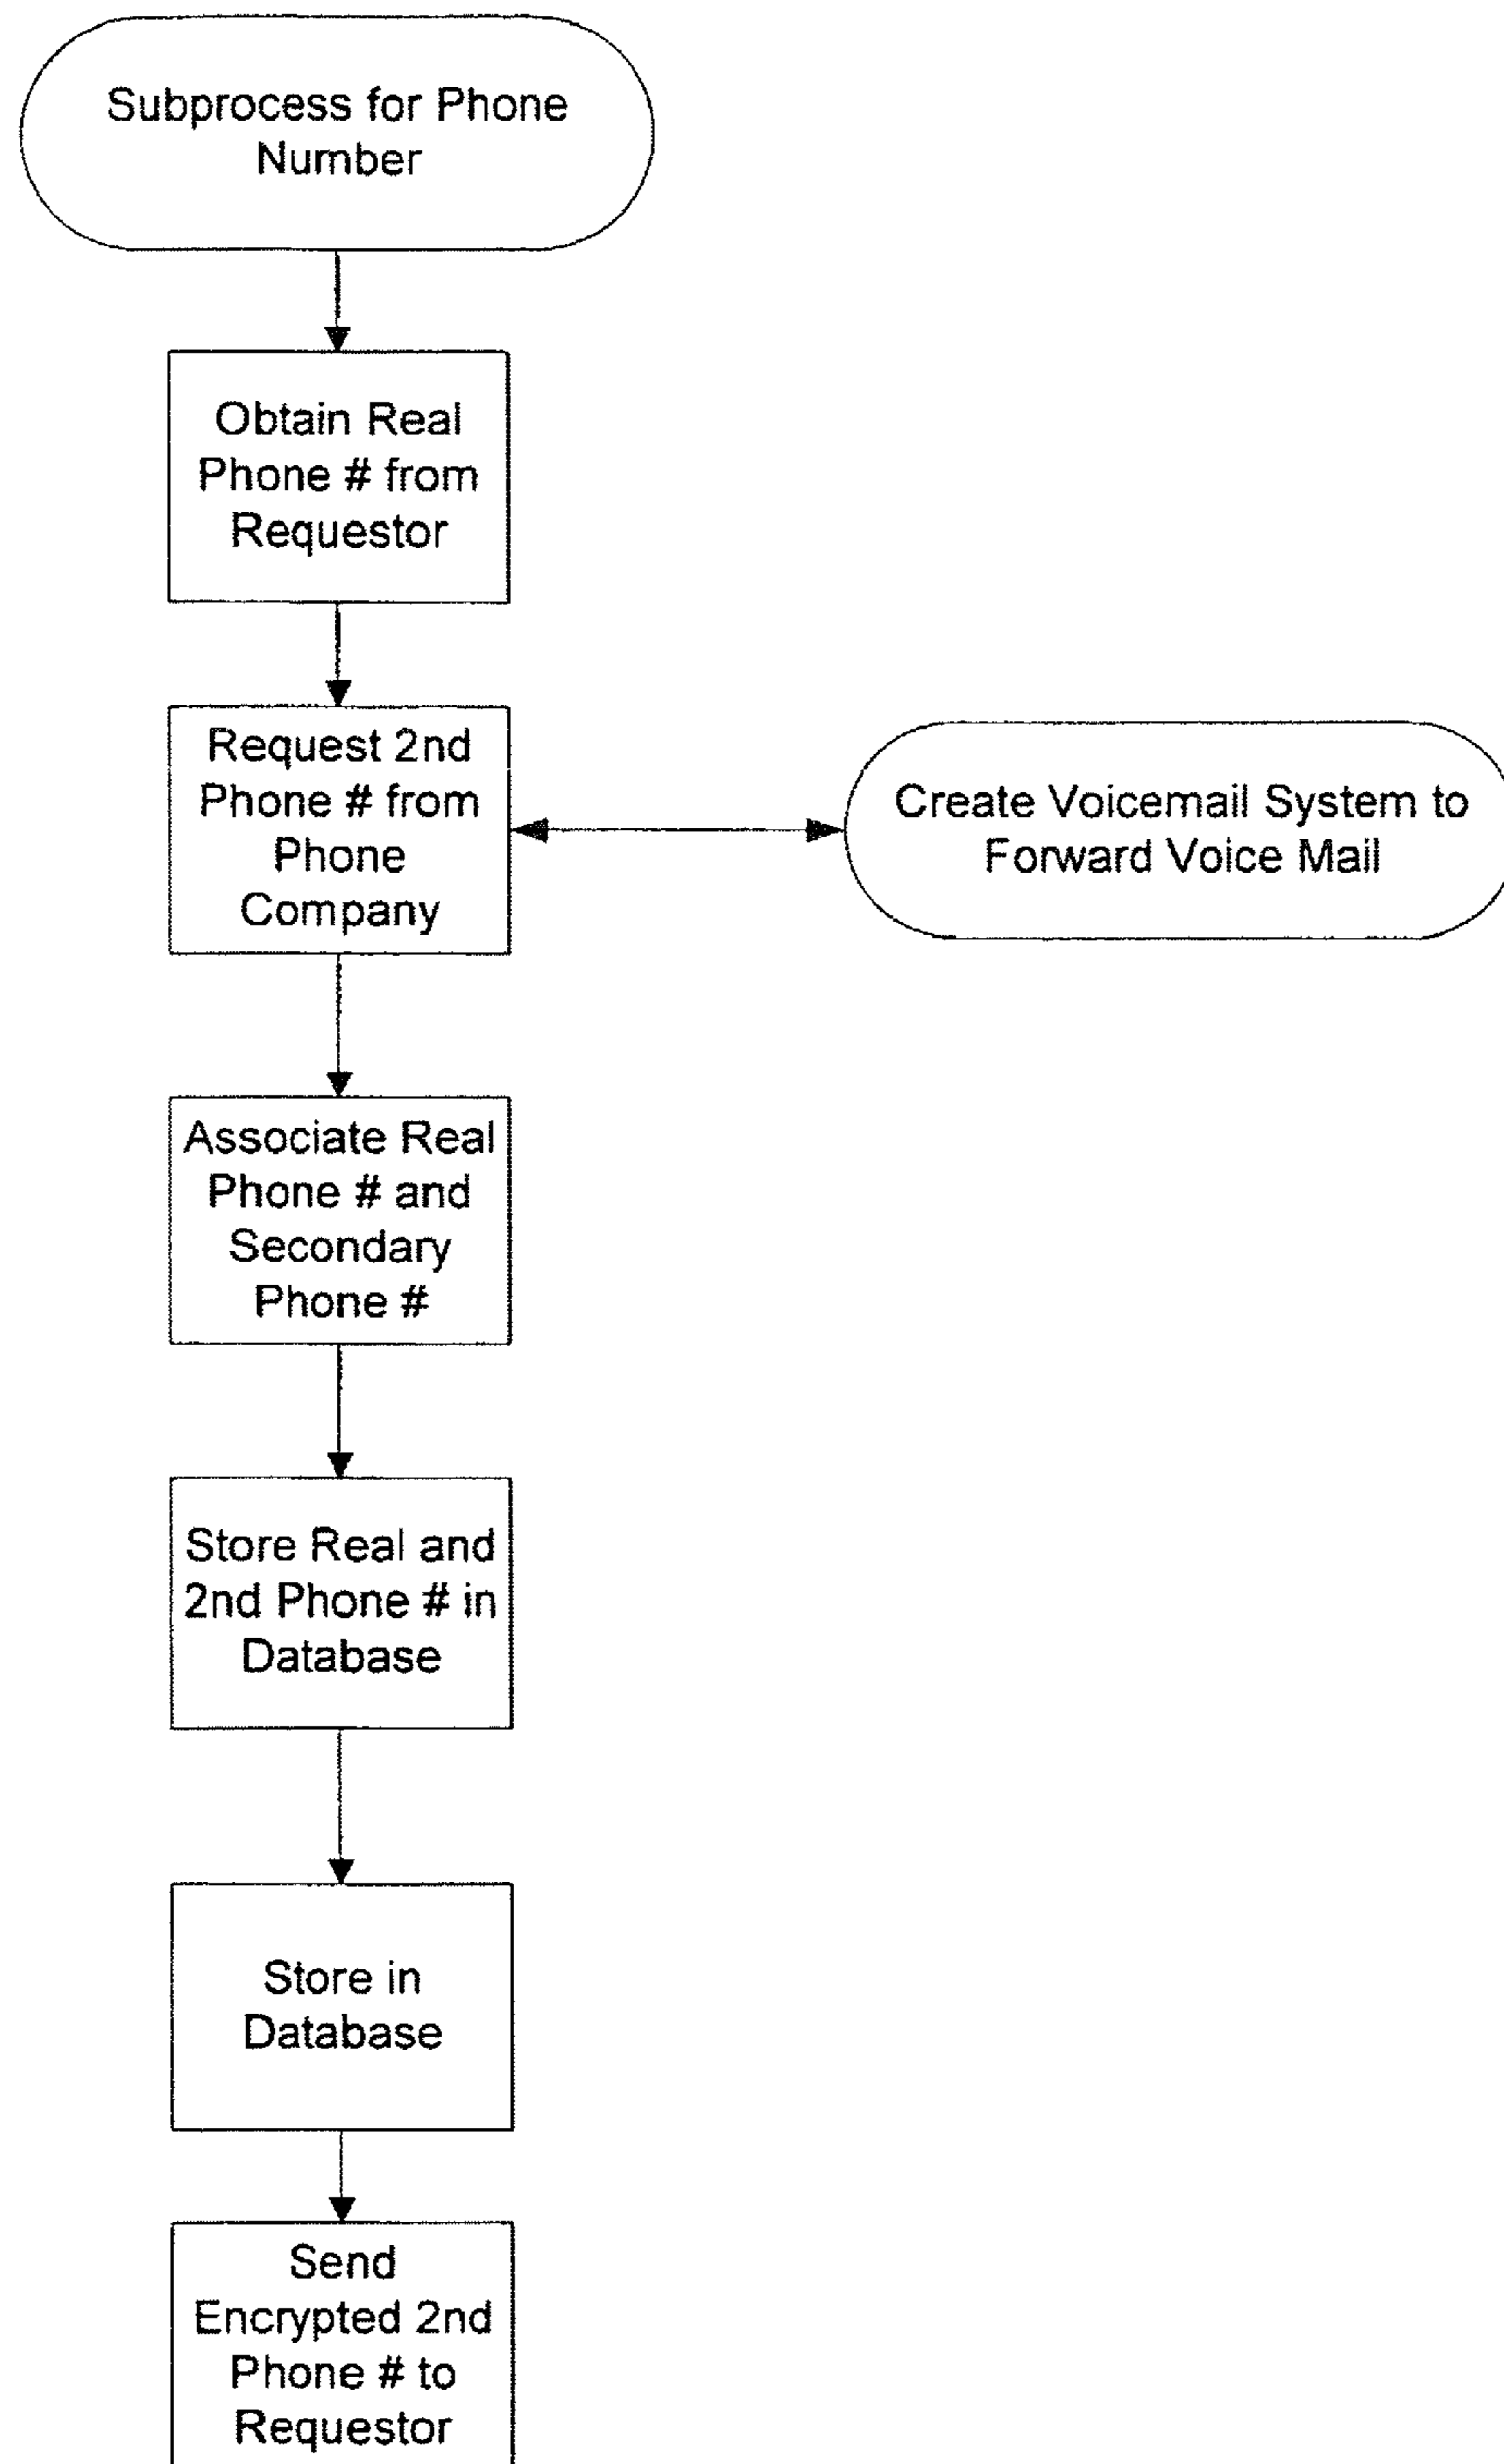 Subprocess for Phone
Number
Obtain Real
Phone # from
Requestor
Request 2nd
Phone # from
Phone
Company
Create Voicemail System to
Forward Voice Mail
Associate Real
Phone # and
Secondary
Phone #
Store Real and
2nd Phone # in
Database
Store in
Database
Send
Encrypted 2nd
Phone # to
Requestor